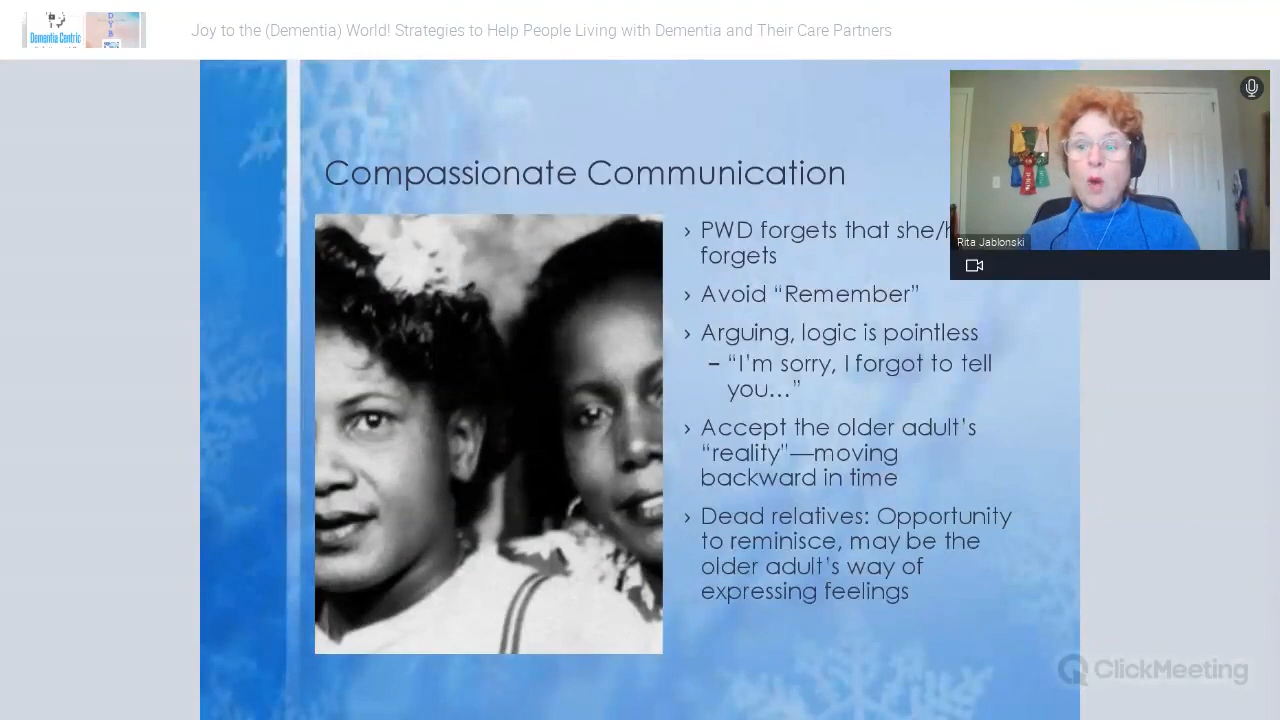 Dementia Centric
Joy to the (Dementia) World! Strategies to Help People Living with Dementia and Their Care Partners
Compassionate Communication
› PWD forgets that she/h
forgets
› Avoid “Remember”
› Arguing, logic is pointless
– “I’m sorry, I forgot to tell
you…”
› Accept the older adult’s
“reality”—moving
backward in time
› Dead relatives: Opportunity
to reminisce, may be the
older adult’s way of
expressing feelings
Rita Jablonski
ClickMeeting